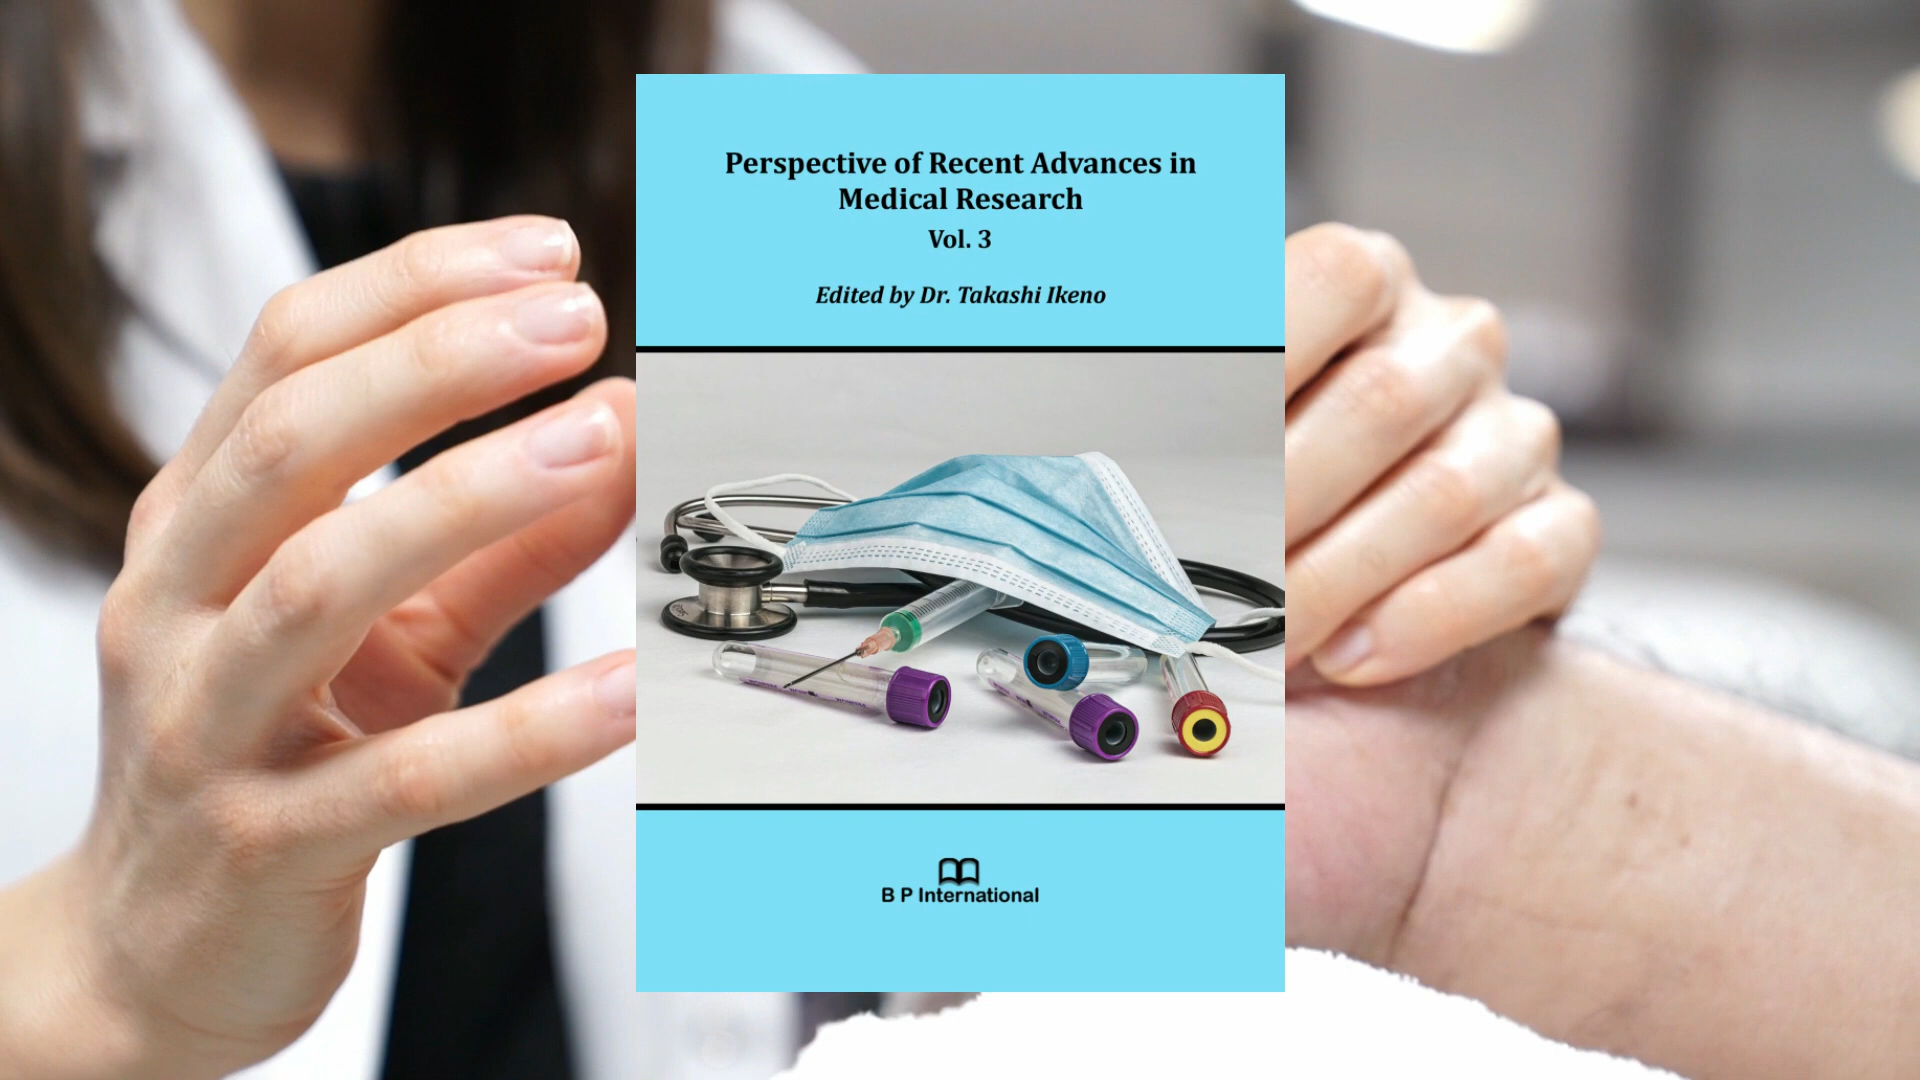 Perspective of Recent Advances in
Medical Research
Vol. 3
Edited by Dr. Takashi Ikeno
B P International